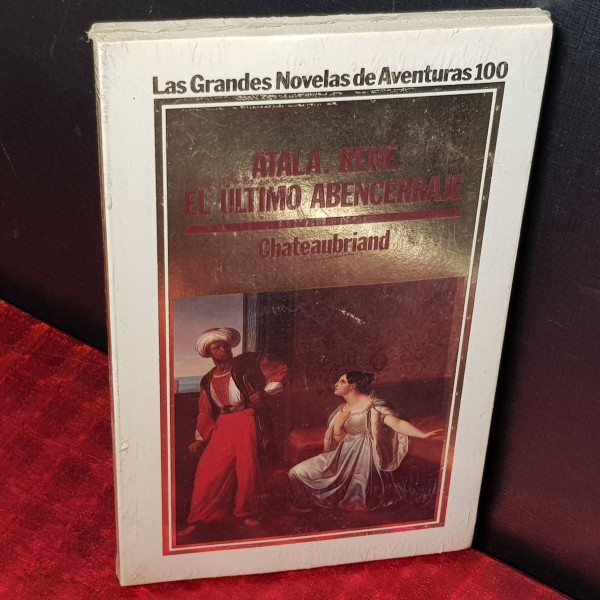 Las Grandes Novelas de Aventuras 100
ATALA. RENÉ.
EL ÚLTIMO ABENCERRAJE
Chateaubriand